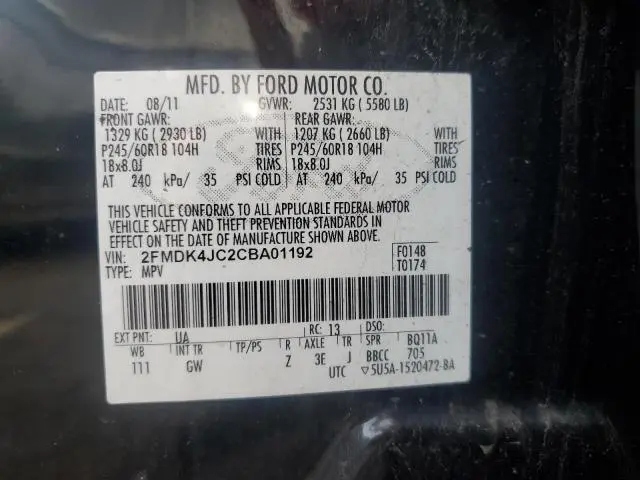 MFD. BY FORD MOTOR CO.
DATE: 08/11 GVWR: 2531 KG ( 5580 LB)
FRONT GAWR: REAR GAWR:
1329 KG ( 2930 LB) WITH 1207 KG ( 2660 LB) WITH
P245/60R18 104H TIRES P245/60R18 104H TIRES
18x8.0J RIMS 18x8.0J RIMS
AT 240 kPa/ 35 PSI COLD AT 240 kPa/ 35 PSI COLD
THIS VEHICLE CONFORMS TO ALL APPLICABLE FEDERAL MOTOR
VEHICLE SAFETY AND THEFT PREVENTION STANDARDS IN
EFFECT ON THE DATE OF MANUFACTURE SHOWN ABOVE.
VIN: 2FMDK4JC2CBA01192 F0148
TYPE: MPV T0174
EXT PNT: UA RC: 13 DSO:
WB INT TR TP/PS R AXLE TR SPR BQ11A
111 GW Z 3E J BBCC 705
UTC ▽5U5A-1520472-BA